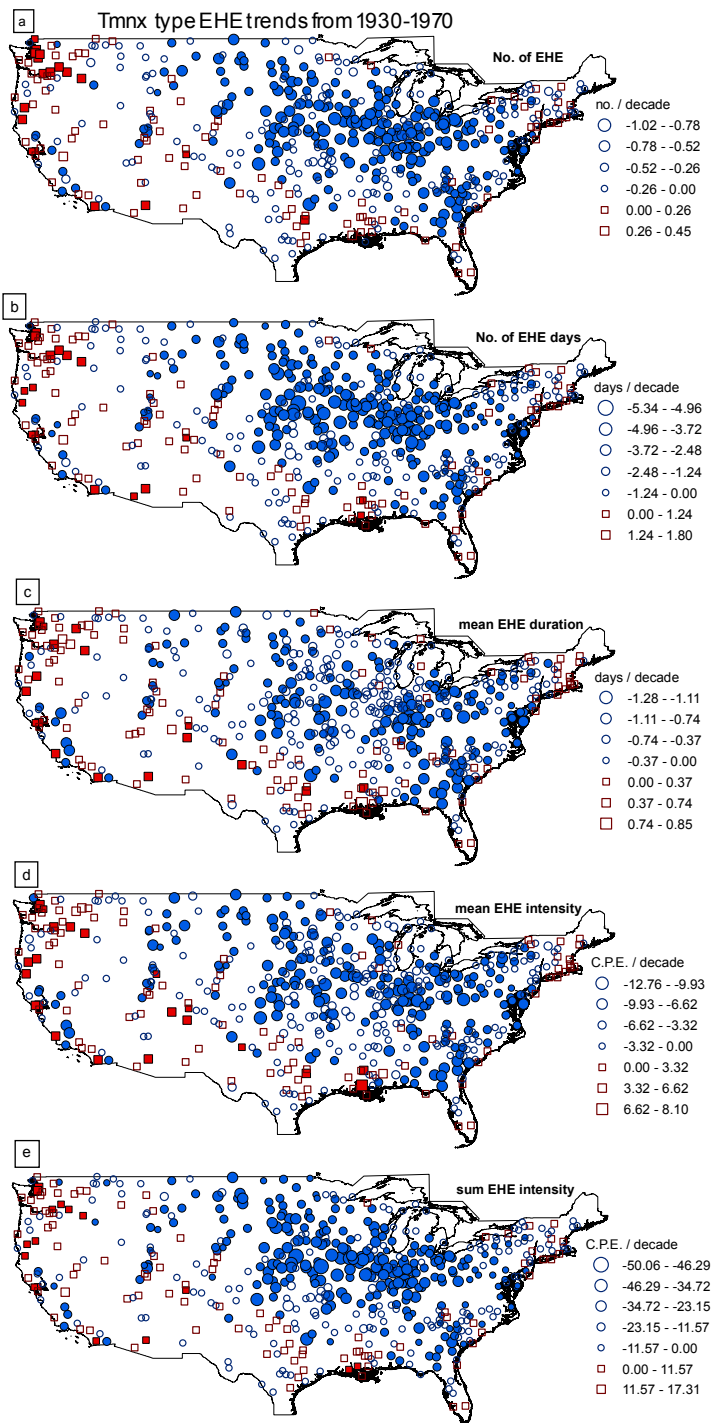 Tmnx type EHE trends from 1930-1970
a
No. of EHE
no. / decade
-1.02 - -0.78
-0.78 - -0.52
-0.52 - -0.26
-0.26 - 0.00
0.00 - 0.26
0.26 - 0.45
b
No. of EHE days
days / decade
-5.34 - -4.96
-4.96 - -3.72
-3.72 - -2.48
-2.48 - -1.24
-1.24 - 0.00
0.00 - 1.24
1.24 - 1.80
c
mean EHE duration
days / decade
-1.28 - -1.11
-1.11 - -0.74
-0.74 - -0.37
-0.37 - 0.00
0.00 - 0.37
0.37 - 0.74
0.74 - 0.85
d
mean EHE intensity
C.P.E. / decade
-12.76 - -9.93
-9.93 - -6.62
-6.62 - -3.32
-3.32 - 0.00
0.00 - 3.32
3.32 - 6.62
6.62 - 8.10
e
sum EHE intensity
C.P.E. / decade
-50.06 - -46.29
-46.29 - -34.72
-34.72 - -23.15
-23.15 - -11.57
-11.57 - 0.00
0.00 - 11.57
11.57 - 17.31